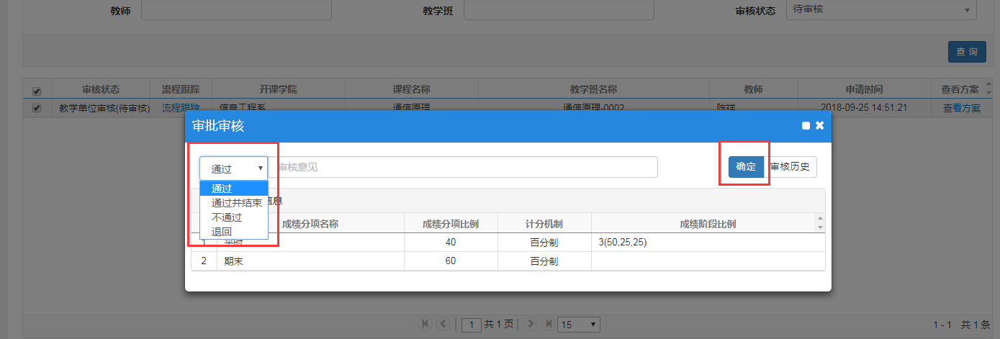 教师 教学班 审核状态 待审核
查 询
审核状态 流程跟踪 开课学院 课程名称 教学班名称 教师 申请时间 查看方案
教学单位审核(待审核) 流程跟踪 信息工程系 通信原理 通信原理-0002 陈祥 2018-09-25 14:51:21 查看方案
审批审核
通过 审核意见 确定 审核历史
通过
通过并结束
不通过
退回
信息
成绩分项名称 成绩分项比例 计分机制 成绩阶段比例
1 平时 40 百分制 3(50,25,25)
2 期末 60 百分制
1 共 1 页 15 1 - 1 共 1 条